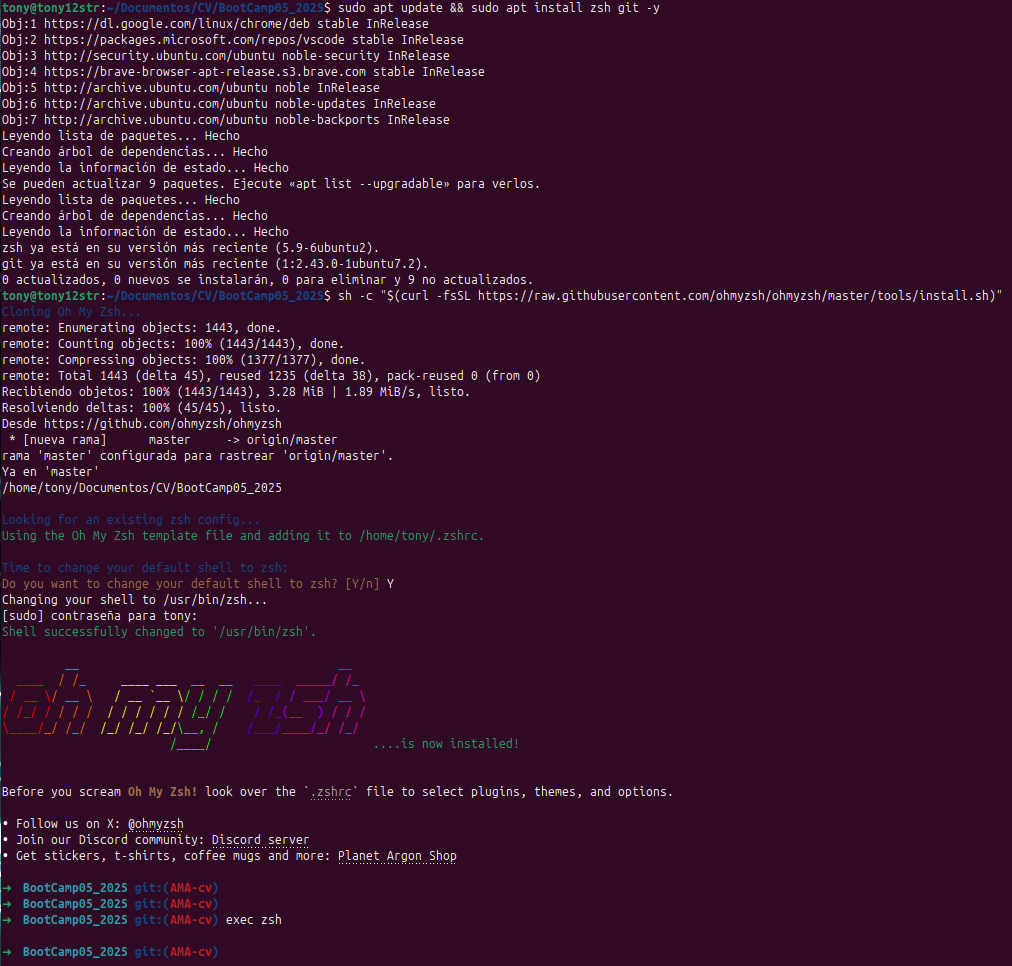 tony@tony12str:~/Documentos/CV/BootCamp05_2025$ sudo apt update && sudo apt install zsh git -y
Obj:1 https://dl.google.com/linux/chrome/deb stable InRelease
Obj:2 https://packages.microsoft.com/repos/vscode stable InRelease
Obj:3 http://security.ubuntu.com/ubuntu noble-security InRelease
Obj:4 https://brave-browser-apt-release.s3.brave.com stable InRelease
Obj:5 http://archive.ubuntu.com/ubuntu noble InRelease
Obj:6 http://archive.ubuntu.com/ubuntu noble-updates InRelease
Obj:7 http://archive.ubuntu.com/ubuntu noble-backports InRelease
Leyendo lista de paquetes... Hecho
Creando árbol de dependencias... Hecho
Leyendo la información de estado... Hecho
Se pueden actualizar 9 paquetes. Ejecute «apt list --upgradable» para verlos.
Leyendo lista de paquetes... Hecho
Creando árbol de dependencias... Hecho
Leyendo la información de estado... Hecho
zsh ya está en su versión más reciente (5.9-6ubuntu2).
git ya está en su versión más reciente (1:2.43.0-1ubuntu7.2).
0 actualizados, 0 nuevos se instalarán, 0 para eliminar y 9 no actualizados.
tony@tony12str:~/Documentos/CV/BootCamp05_2025$ sh -c "$(curl -fsSL https://raw.githubusercontent.com/ohmyzsh/ohmyzsh/master/tools/install.sh)"
Cloning Oh My Zsh...
remote: Enumerating objects: 1443, done.
remote: Counting objects: 100% (1443/1443), done.
remote: Compressing objects: 100% (1377/1377), done.
remote: Total 1443 (delta 45), reused 1235 (delta 38), pack-reused 0 (from 0)
Recibiendo objetos: 100% (1443/1443), 3.28 MiB | 1.89 MiB/s, listo.
Resolviendo deltas: 100% (45/45), listo.
Desde https://github.com/ohmyzsh/ohmyzsh
 * [nueva rama]      master     -> origin/master
rama 'master' configurada para rastrear 'origin/master'.
Ya en 'master'
/home/tony/Documentos/CV/BootCamp05_2025
Looking for an existing zsh config...
Using the Oh My Zsh template file and adding it to /home/tony/.zshrc.
Time to change your default shell to zsh:
Do you want to change your default shell to zsh? [Y/n] Y
Changing your shell to /usr/bin/zsh...
[sudo] contraseña para tony:
Shell successfully changed to '/usr/bin/zsh'.
oh my zsh
....is now installed!
Before you scream Oh My Zsh! look over the `.zshrc` file to select plugins, themes, and options.
• Follow us on X: @ohmyzsh
• Join our Discord community: Discord server
• Get stickers, t-shirts, coffee mugs and more: Planet Argon Shop
➜  BootCamp05_2025 git:(AMA-cv)
➜  BootCamp05_2025 git:(AMA-cv)
➜  BootCamp05_2025 git:(AMA-cv) exec zsh
➜  BootCamp05_2025 git:(AMA-cv)